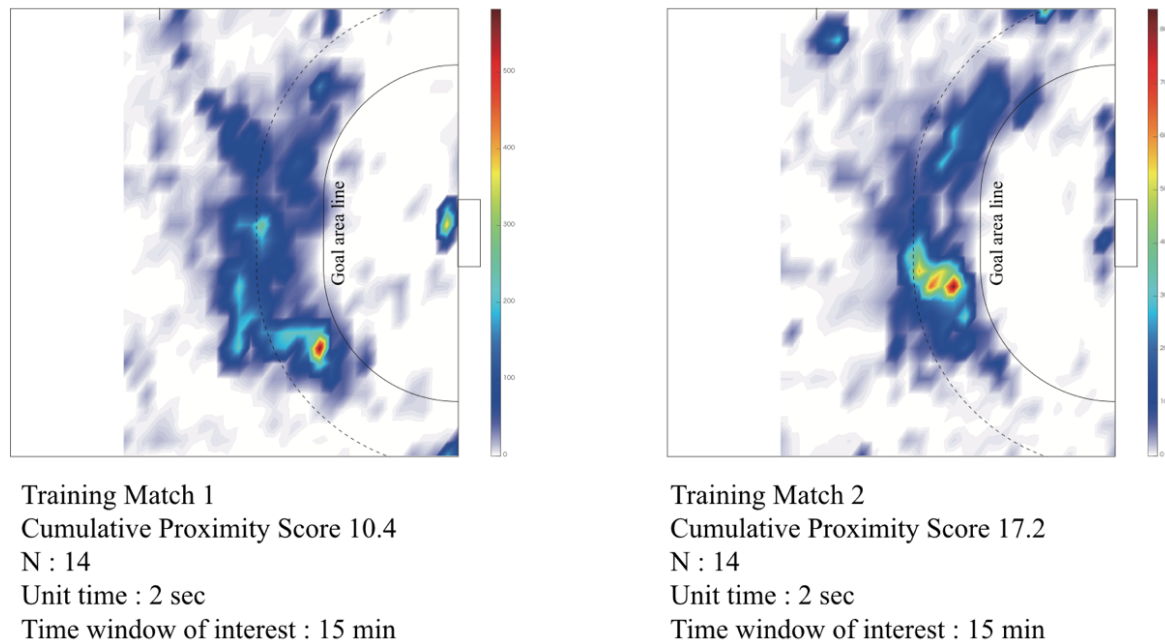 500
400
300
200
100
0
Goal area line
Goal area line
0
Training Match 1
Cumulative Proximity Score 10.4
N : 14
Unit time : 2 sec
Time window of interest : 15 min
Training Match 2
Cumulative Proximity Score 17.2
N : 14
Unit time : 2 sec
Time window of interest : 15 min